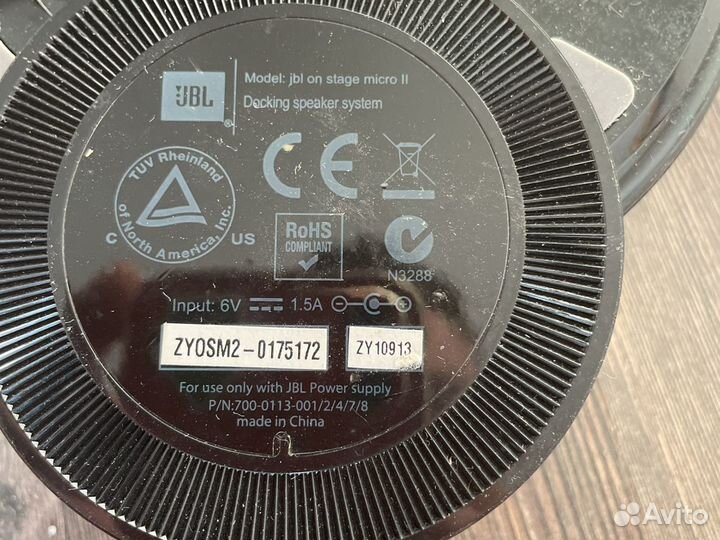 JBL
®
Model: jbl on stage micro II
Docking speaker system
TUV Rheinland
of North America, Inc.
C US
CE
RoHS
COMPLIANT
N3288
Input: 6V 1.5A
ZYOSM2-0175172
ZY10913
For use only with JBL Power supply
P/N:700-0113-001/2/4/7/8
made in China
Avito